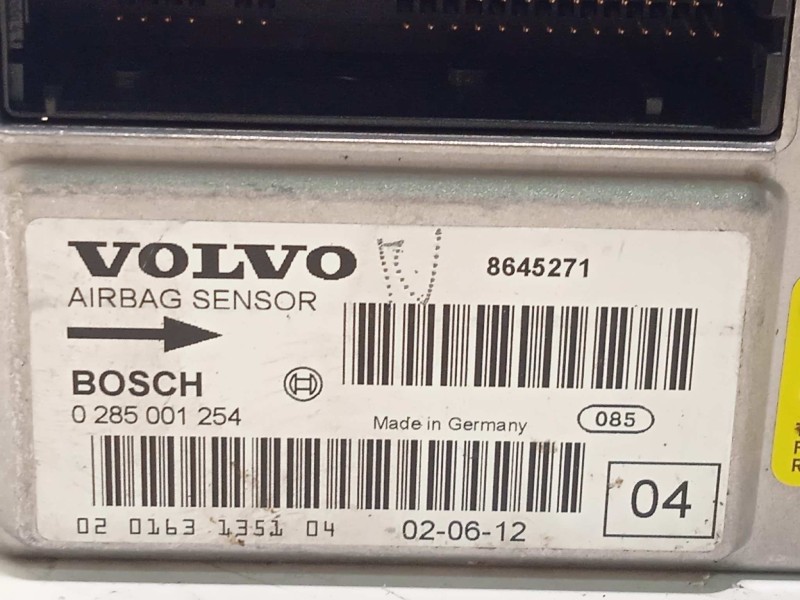 VOLVO
8645271
AIRBAG SENSOR
BOSCH
0 285 001 254
Made in Germany
085
04
02 0163 1351 04
02-06-12